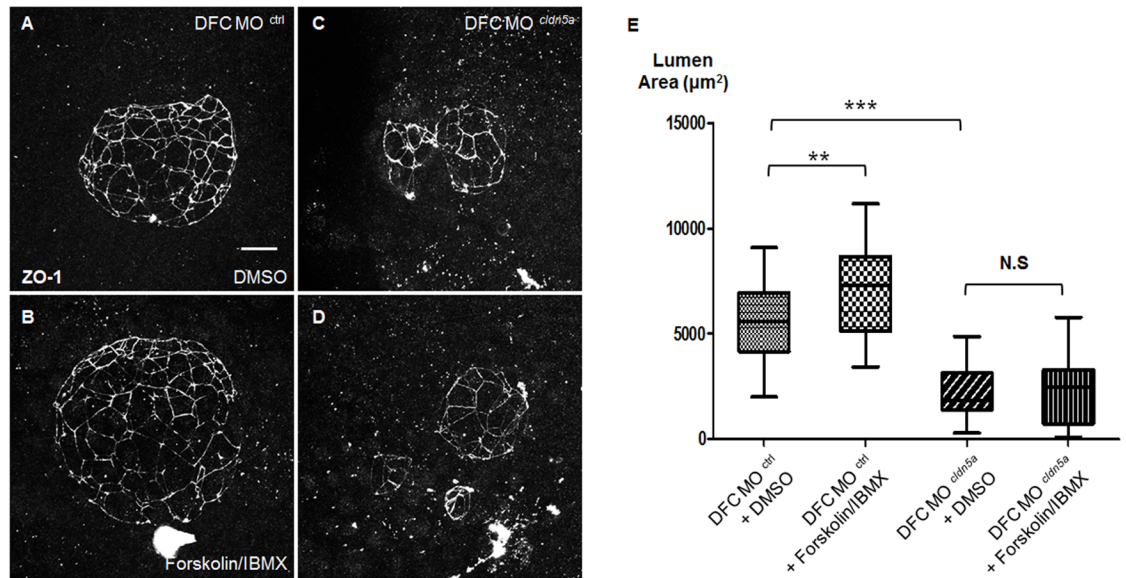 A
DFC MO ctrl
ZO-1
DMSO
C
DFC MO cldn5a
B
Forskolin/IBMX
D
E
Lumen
Area (µm²)
15000
10000
5000
0
***
**
N.S
DFC MO ctrl
+ DMSO
DFC MO ctrl
+ Forskolin/IBMX
DFC MO cldn5a
+ DMSO
DFC MO cldn5a
+ Forskolin/IBMX